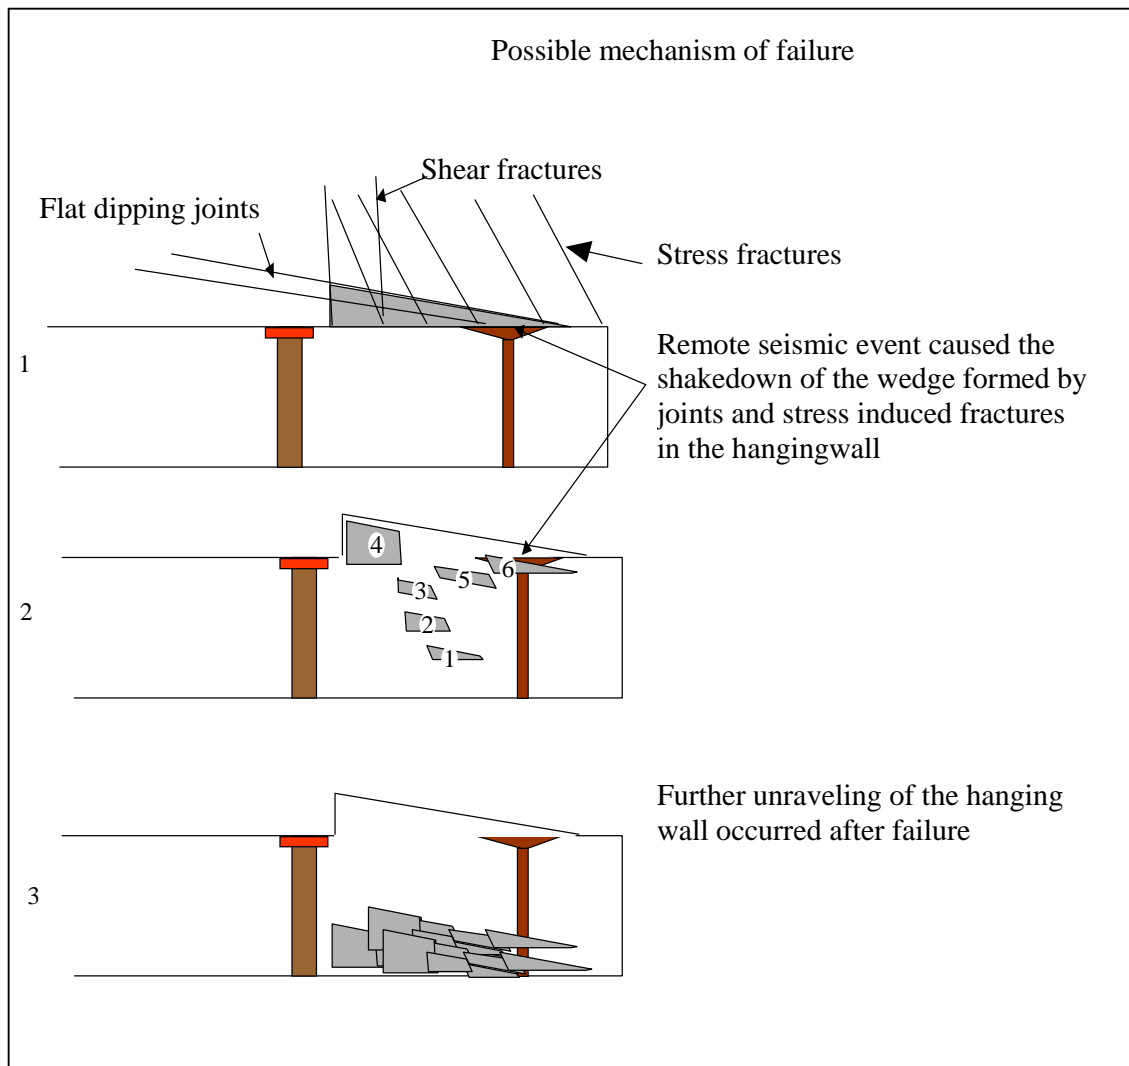 Possible mechanism of failure
Shear fractures
Flat dipping joints
Stress fractures
1
Remote seismic event caused the
shakedown of the wedge formed by
joints and stress induced fractures
in the hangingwall
2
4
6
5
3
2
1
3
Further unraveling of the hanging
wall occurred after failure